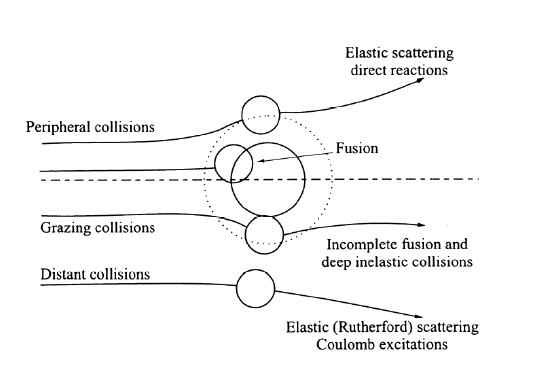 Elastic scattering
direct reactions
Peripheral collisions
Fusion
Grazing collisions
Incomplete fusion and
deep inelastic collisions
Distant collisions
Elastic (Rutherford) scattering
Coulomb excitations